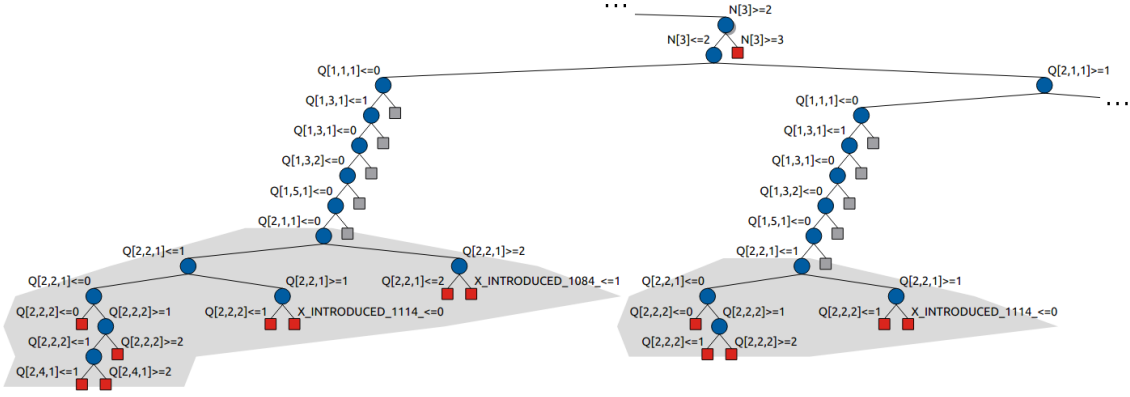 ... N[3]>=2
N[3]<=2 N[3]>=3
Q[1,1,1]<=0 Q[2,1,1]>=1
Q[1,3,1]<=1 Q[1,1,1]<=0 ...
Q[1,3,1]<=0 Q[1,3,1]<=1
Q[1,3,2]<=0 Q[1,3,1]<=0
Q[1,5,1]<=0 Q[1,3,2]<=0
Q[2,1,1]<=0 Q[1,5,1]<=0
Q[2,2,1]<=1 Q[2,2,1]>=2 Q[2,2,1]<=1
Q[2,2,1]<=0 Q[2,2,1]>=1 Q[2,2,1]<=2 X_INTRODUCED_1084_<=1 Q[2,2,1]<=0 Q[2,2,1]>=1
Q[2,2,2]<=0 Q[2,2,2]>=1 Q[2,2,2]<=1 X_INTRODUCED_1114_<=0 Q[2,2,2]<=0 Q[2,2,2]>=1 Q[2,2,2]<=1 X_INTRODUCED_1114_<=0
Q[2,2,2]<=1 Q[2,2,2]>=2 Q[2,2,2]<=1 Q[2,2,2]>=2
Q[2,4,1]<=1 Q[2,4,1]>=2